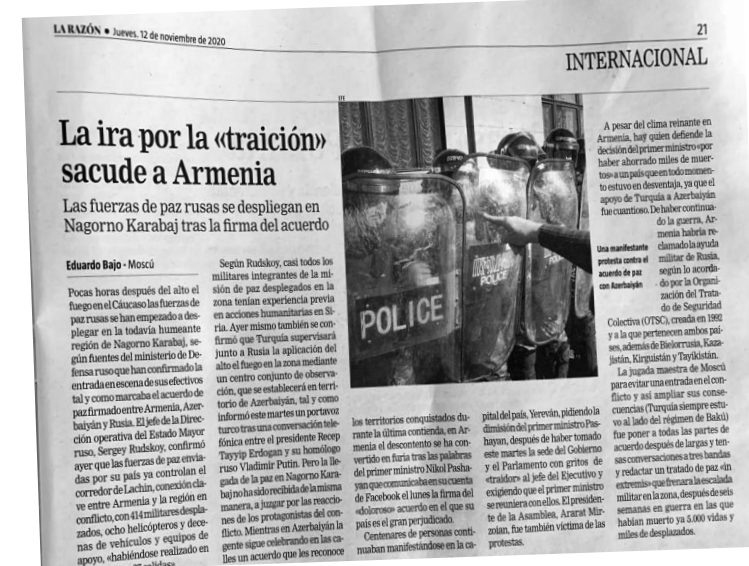 LA RAZÓN • Jueves. 12 de noviembre de 2020
21
INTERNACIONAL
La ira por la «traición»
sacude a Armenia
Las fuerzas de paz rusas se despliegan en
Nagorno Karabaj tras la firma del acuerdo
Eduardo Bajo - Moscú
Pocas horas después del alto el
fuego en el Cáucaso las fuerzas de
paz rusas se han empezado a des-
plegar en la todavía humeante
región de Nagorno Karabaj, se-
gún fuentes del ministerio de De-
fensa ruso que han confirmado la
entrada en escena de sus efectivos
tal y como marcaba el acuerdo de
paz firmado entre Armenia, Azer-
baiyán y Rusia. El jefe de la Direc-
ción operativa del Estado Mayor
ruso, Sergey Rudskoy, confirmó
ayer que las fuerzas de paz envia-
das por su país ya controlan el
corredor de Lachin, conexión cla-
ve entre Armenia y la región en
conflicto, con 414 militares despla-
zados, ocho helicópteros y dece-
nas de vehículos y equipos de
apoyo, «habiéndose realizado en
Según Rudskoy, casi todos los
militares integrantes de la mi-
sión de paz desplegados en la
zona tenían experiencia previa
en acciones humanitarias en Si-
ria. Ayer mismo también se con-
firmó que Turquía supervisará
junto a Rusia la aplicación del
alto el fuego en la zona mediante
un centro conjunto de observa-
ción, que se establecerá en terri-
torio de Azerbaiyán, tal y como
informó este martes un portavoz
turco tras una conversación tele-
fónica entre el presidente Recep
Tayyip Erdogan y su homólogo
ruso Vladimir Putin. Pero la lle-
gada de la paz en Nagorno Kara-
baj no ha sido recibida de la misma
manera, a juzgar por las reaccio-
nes de los protagonistas del con-
flicto. Mientras en Azerbaiyán la
gente sigue celebrando en las ca-
lles un acuerdo que les reconoce
EFE
POLICE
POLICE
POLICE
los territorios conquistados du-
rante la última contienda, en Ar-
menia el descontento se ha con-
vertido en furia tras las palabras
del primer ministro Nikol Pasha-
yan que comunicaba en su cuenta
de Facebook el lunes la firma del
«doloroso» acuerdo en el que su
país es el gran perjudicado.
Centenares de personas conti-
nuaban manifestándose en la ca-
pital del país, Yereván, pidiendo la
dimisión del primer ministro Pas-
hayan, después de haber tomado
este martes la sede del Gobierno
y el Parlamento con gritos de
«traidor» al jefe del Ejecutivo y
exigiendo que el primer ministro
se reuniera con ellos. El presiden-
te de la Asamblea, Ararat Mir-
zoian, fue también víctima de las
protestas.
Una manifestante
protesta contra el
acuerdo de paz
con Azerbaiyán
A pesar del clima reinante en
Armenia, hay quien defiende la
decisión del primer ministro «por
haber ahorrado miles de muer-
tos» a un país que en todo momen-
to estuvo en desventaja, ya que el
apoyo de Turquía a Azerbaiyán
fue cuantioso. De haber continua-
do la guerra, Ar-
menia habría re-
clamado la ayuda
militar de Rusia,
según lo acorda-
do por la Organi-
zación del Trata-
do de Seguridad
Colectiva (OTSC), creada en 1992
y a la que pertenecen ambos paí-
ses, además de Bielorrusia, Kaza-
jistán, Kirguistán y Tayikistán.
La jugada maestra de Moscú
para evitar una entrada en el con-
flicto y así ampliar sus conse-
cuencias (Turquía siempre estu-
vo al lado del régimen de Bakú)
fue poner a todas las partes de
acuerdo después de largas y ten-
sas conversaciones a tres bandas
y redactar un tratado de paz «in
extremis» que frenara la escalada
militar en la zona, después de seis
semanas en guerra en las que
habían muerto ya 5.000 vidas y
miles de desplazados.